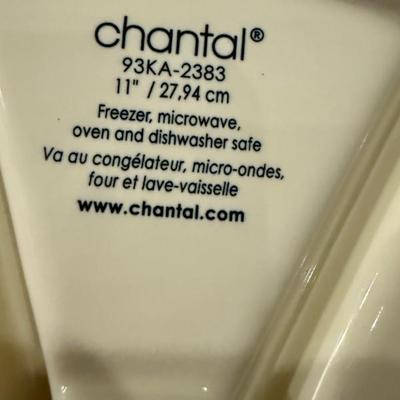 chantal®
93KA-2383
11" / 27,94 cm
Freezer, microwave,
oven and dishwasher safe
Va au congélateur, micro-ondes,
four et lave-vaisselle
www.chantal.com